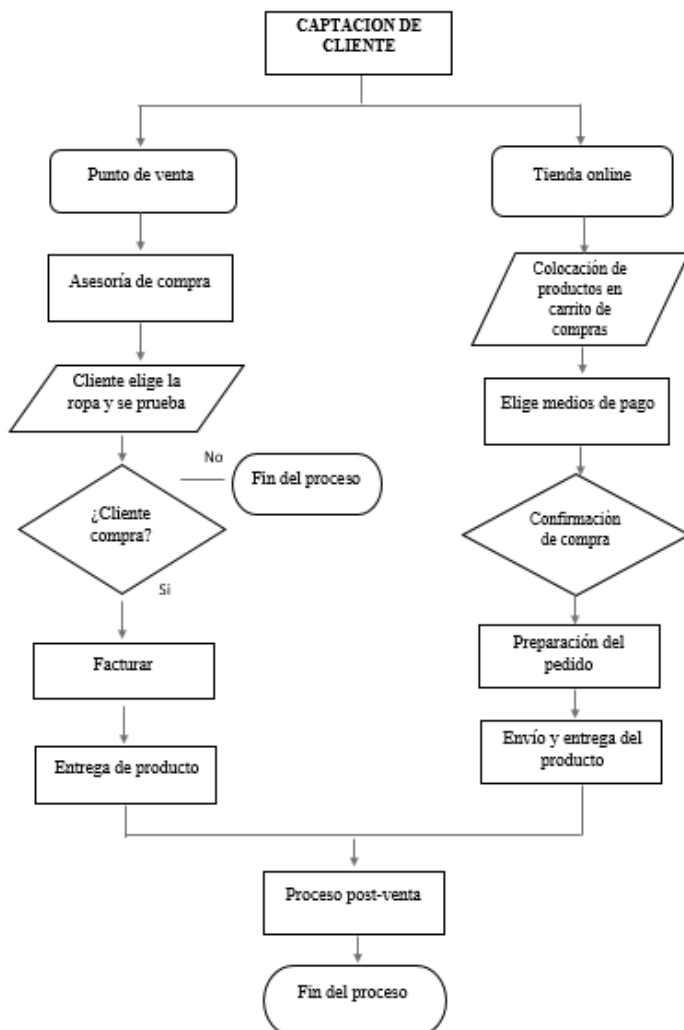 CAPTACION DE
CLIENTE
Punto de venta
Tienda online
Asesoría de compra
Colocación de
productos en
carrito de
compras
Cliente elige la
ropa y se prueba
Elige medios de pago
No
Fin del proceso
¿Cliente
compra?
Si
Confirmación
de compra
Facturar
Preparación del
pedido
Entrega de producto
Envío y entrega del
producto
Proceso post-venta
Fin del proceso